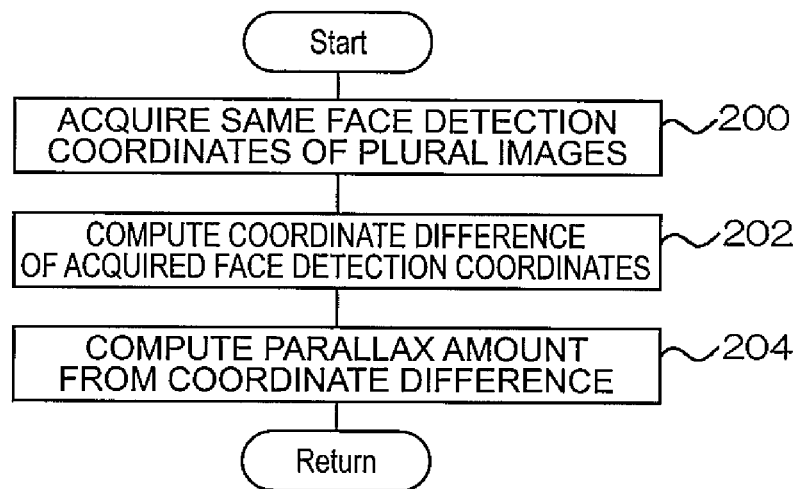 Start
ACQUIRE SAME FACE DETECTION
COORDINATES OF PLURAL IMAGES
200
COMPUTE COORDINATE DIFFERENCE
OF ACQUIRED FACE DETECTION COORDINATES
202
COMPUTE PARALLAX AMOUNT
FROM COORDINATE DIFFERENCE
204
Return